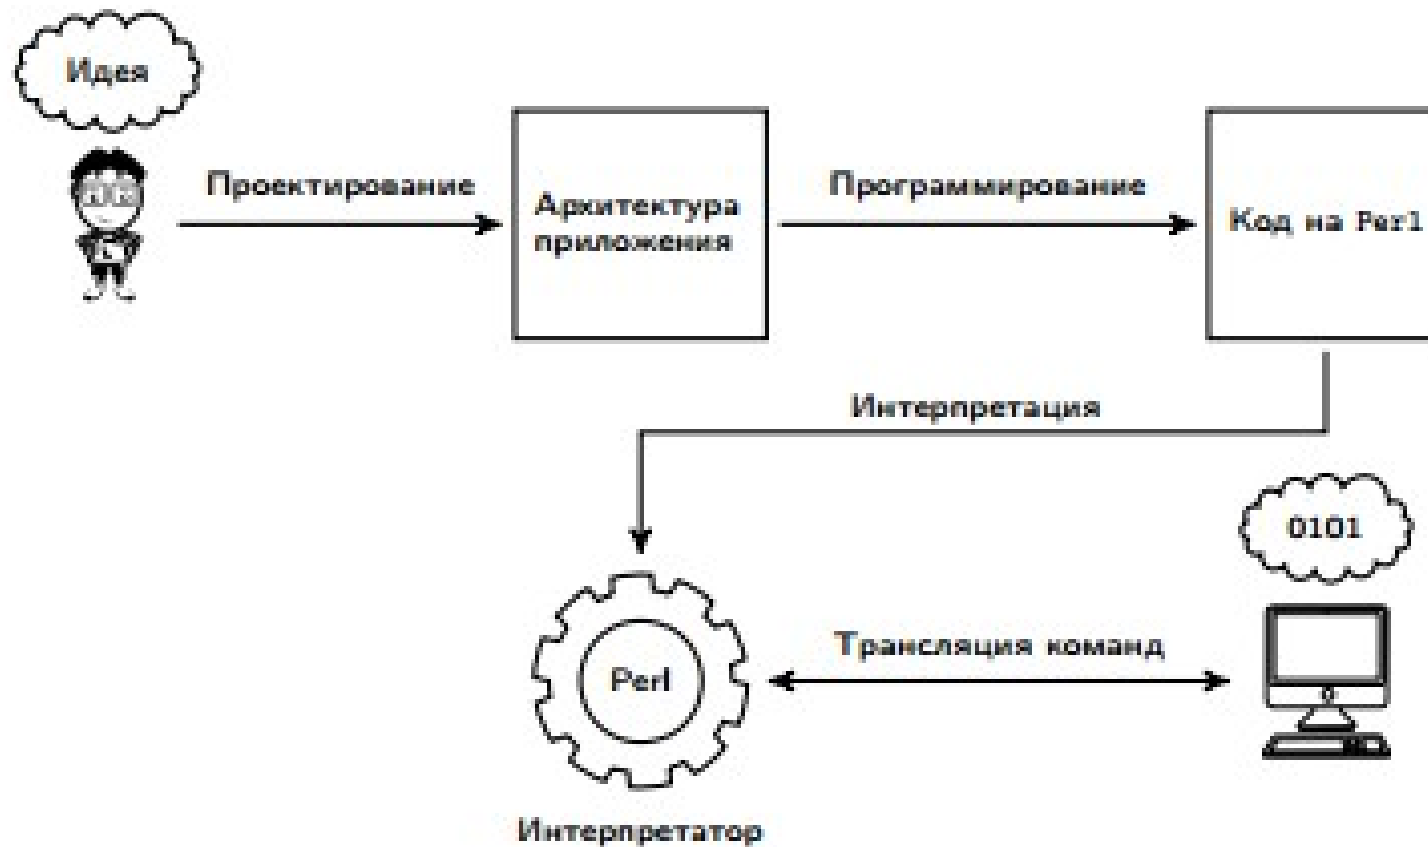 Идея
Проектирование
Архитектура
приложения
Программирование
Код на Perl
Интерпретация
0101
Perl
Трансляция команд
Интерпретатор